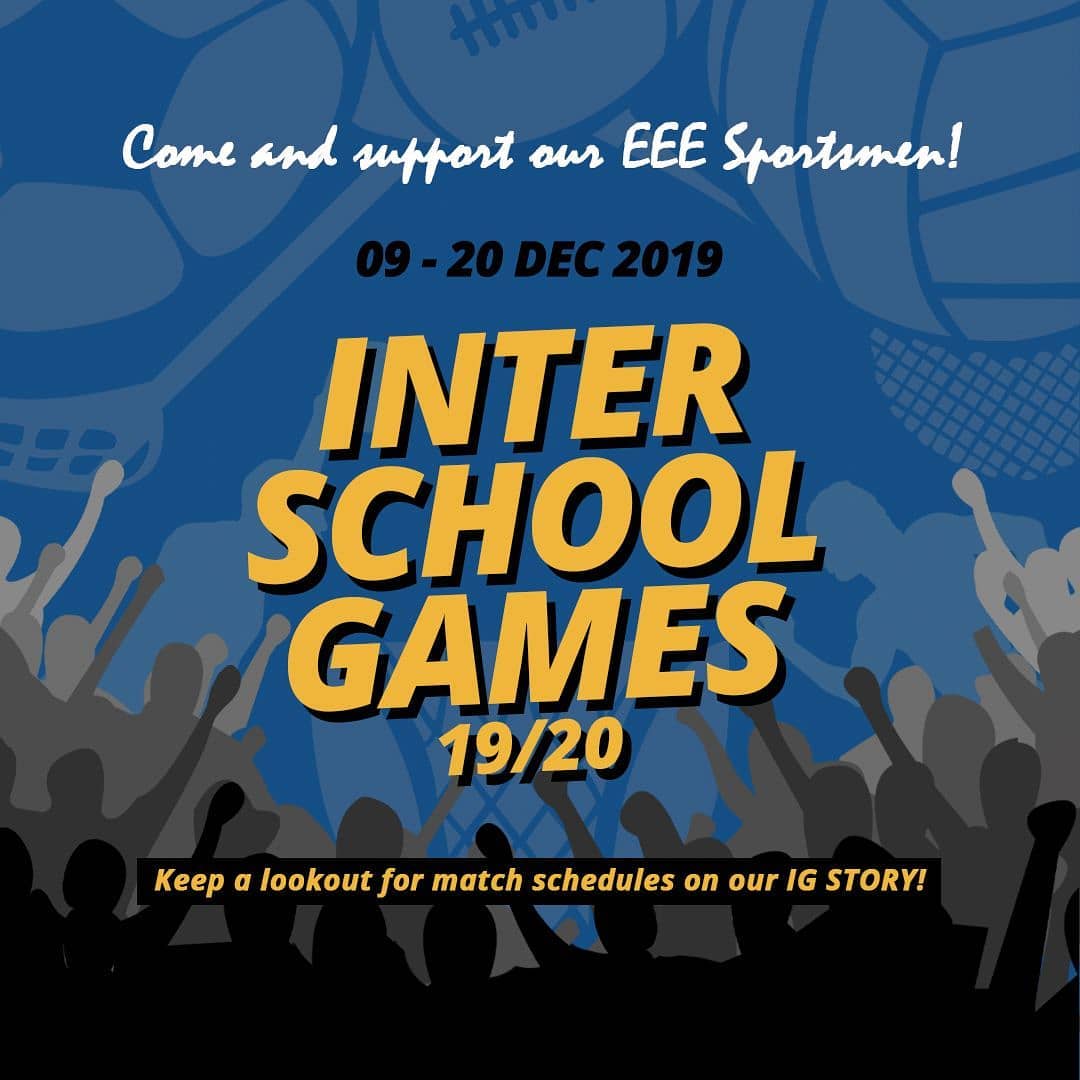 Come and support our EEE Sportsmen!
09 - 20 DEC 2019
INTER
SCHOOL
GAMES
19/20
Keep a lookout for match schedules on our IG STORY!